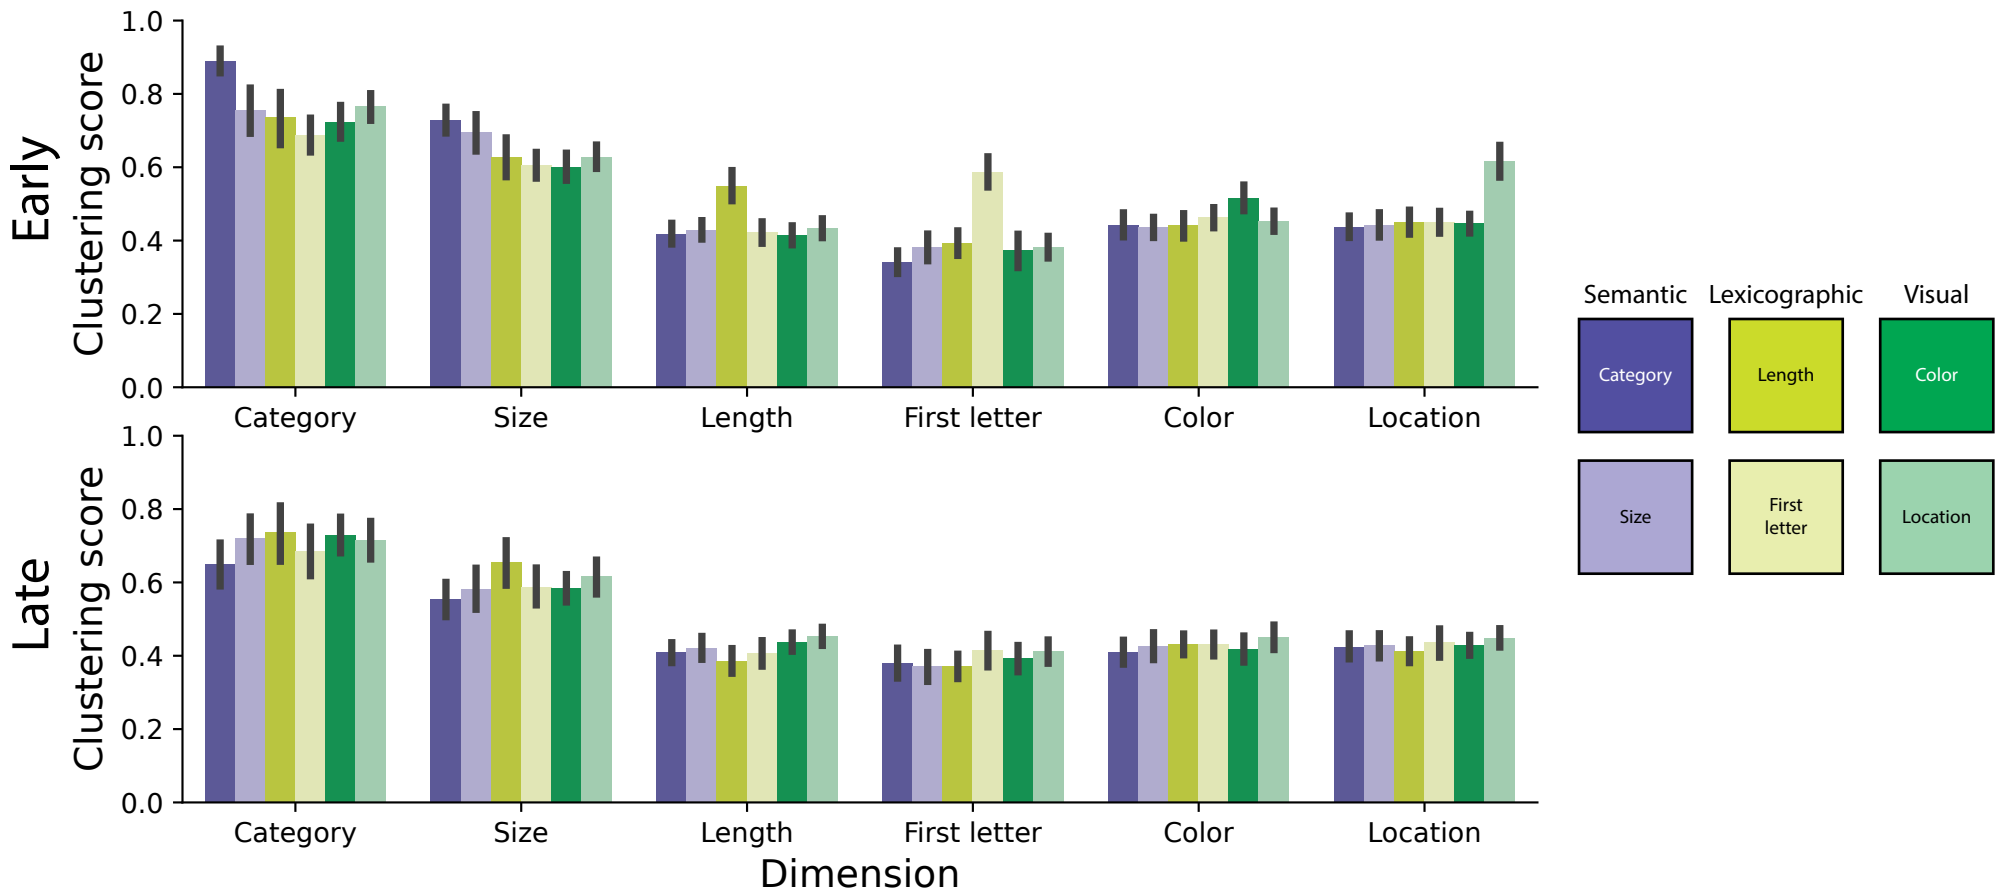 Early
Clustering score
1.0
0.8
0.6
0.4
0.2
0.0
Category Size Length First letter Color Location
Late
Clustering score
1.0
0.8
0.6
0.4
0.2
0.0
Category Size Length First letter Color Location
Dimension
Semantic Lexicographic Visual
Category Length Color
Size First letter Location